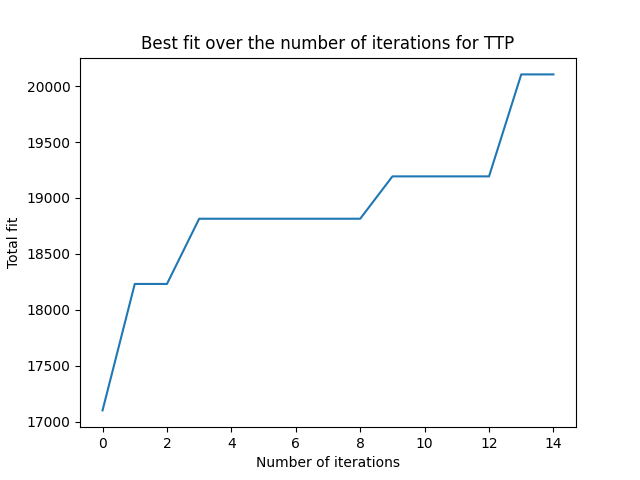 Best fit over the number of iterations for TTP
20000
19500
19000
18500
18000
17500
17000
Total fit
0 2 4 6 8 10 12 14
Number of iterations